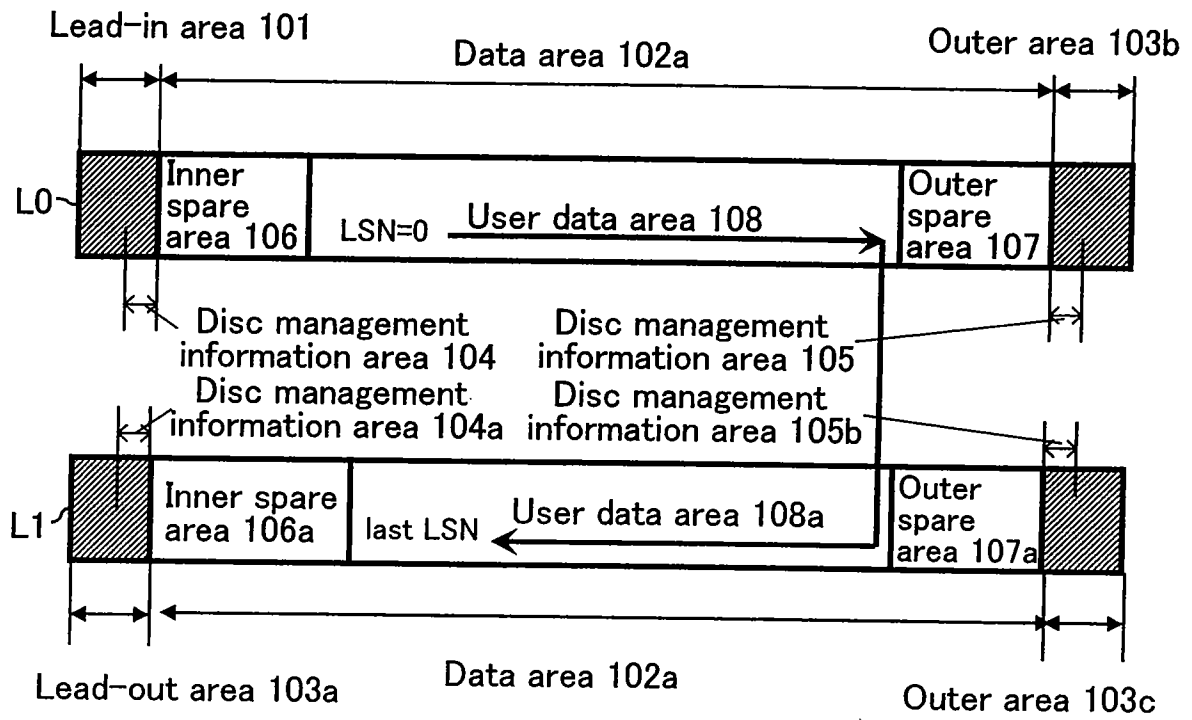 Lead-in area 101
Data area 102a
Outer area 103b
L0
Inner
spare
area 106
LSN=0
User data area 108
Outer
spare
area 107
Disc management
information area 104
Disc management
information area 105
Disc management
information area 104a
Disc management
information area 105b
L1
Inner spare
area 106a
last LSN
User data area 108a
Outer
spare
area 107a
Lead-out area 103a
Data area 102a
Outer area 103c